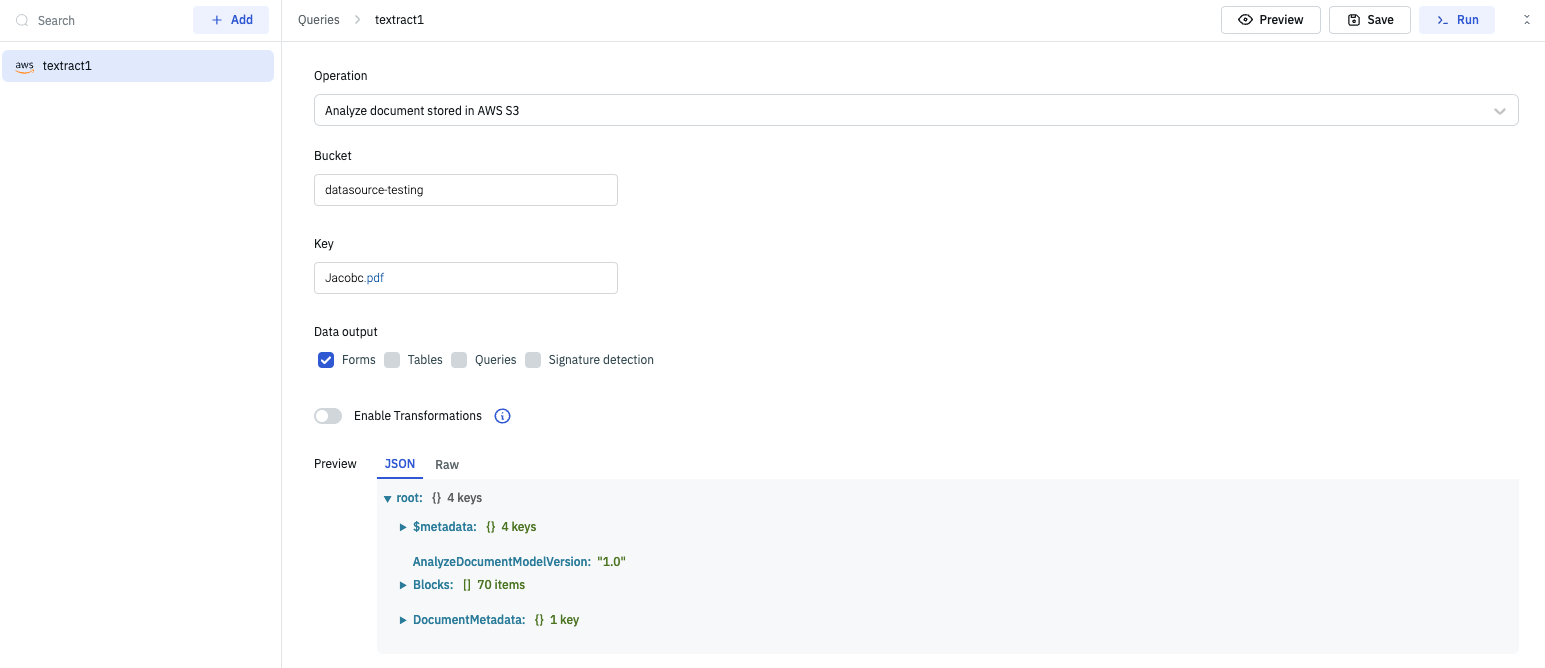 Search
+ Add
Queries > textract1
Preview
Save
Run
aws textract1
Operation
Analyze document stored in AWS S3
Bucket
datasource-testing
Key
Jacobc.pdf
Data output
Forms Tables Queries Signature detection
Enable Transformations
Preview JSON Raw
root: {} 4 keys
$metadata: {} 4 keys
AnalyzeDocumentModelVersion: "1.0"
Blocks: [] 70 items
DocumentMetadata: {} 1 key